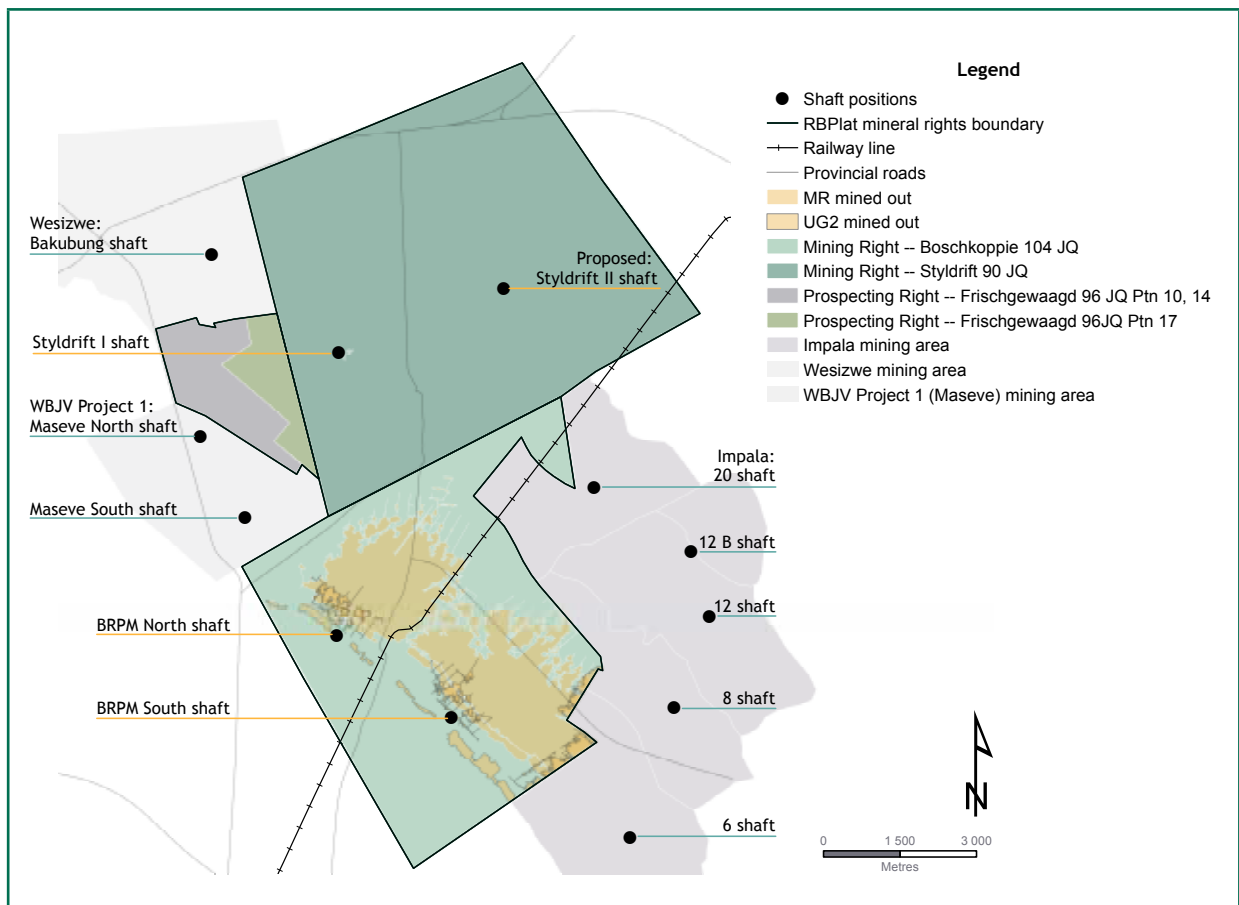 Legend
Shaft positions
RBPlat mineral rights boundary
Railway line
Provincial roads
MR mined out
UG2 mined out
Mining Right -- Boschkoppie 104 JQ
Mining Right -- Styldrift 90 JQ
Prospecting Right -- Frischgewaagd 96 JQ Ptn 10, 14
Prospecting Right -- Frischgewaagd 96JQ Ptn 17
Impala mining area
Wesizwe mining area
WBJV Project 1 (Maseve) mining area
Wesizwe:
Bakubung shaft
Proposed:
Styldrift II shaft
Styldrift I shaft
WBJV Project 1:
Maseve North shaft
Maseve South shaft
Impala:
20 shaft
12 B shaft
12 shaft
8 shaft
6 shaft
BRPM North shaft
BRPM South shaft
N
0 1 500 3 000
Metres